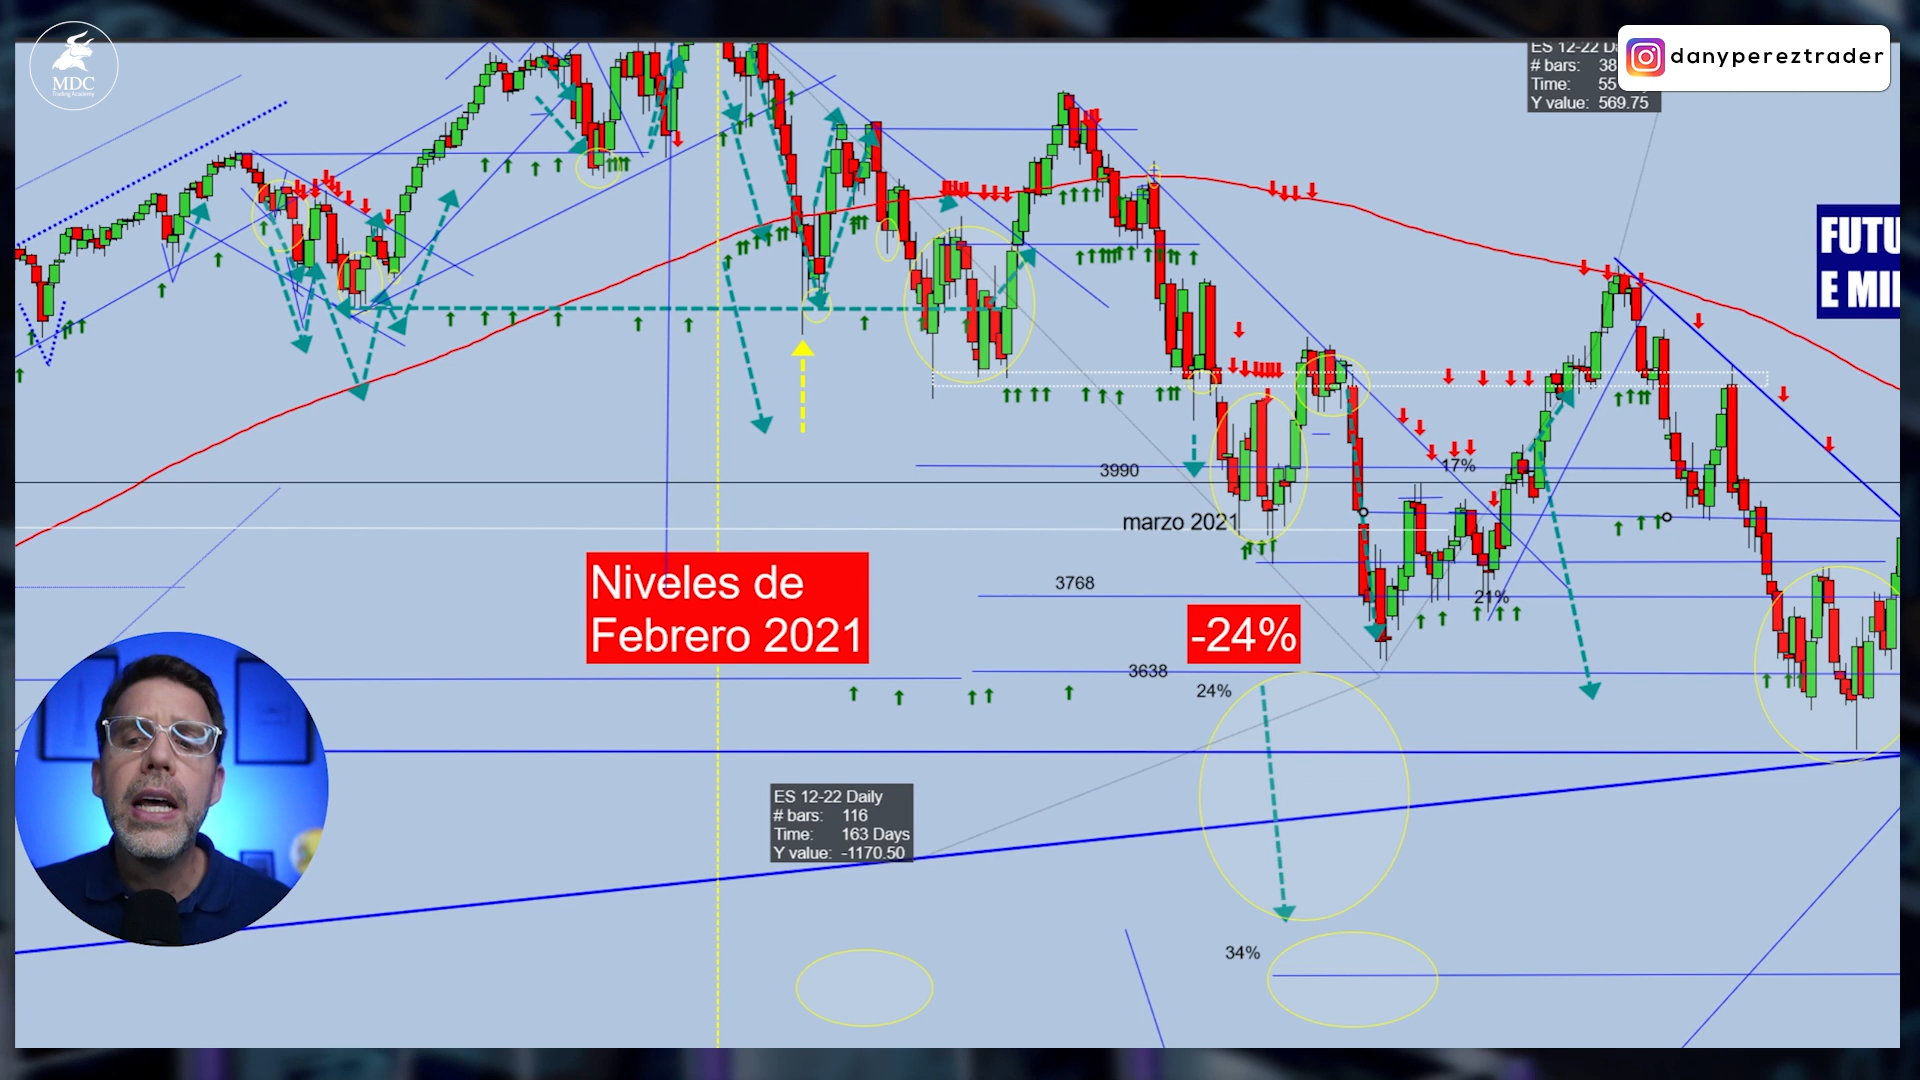 MDC
Trading Academy
danypereztrader
ES 12-22 D
# bars: 38
Time: 55
Y value: 569.75
FUTU
E MI
3990
17%
marzo 2021
3768
21%
Niveles de
Febrero 2021
-24%
3638
24%
ES 12-22 Daily
# bars: 116
Time: 163 Days
Y value: -1170.50
34%